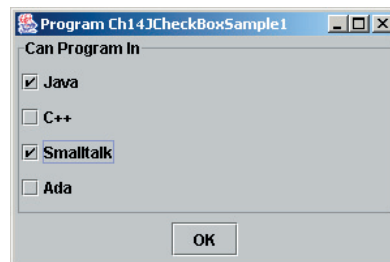 Program Ch14JCheckBoxSample1
Can Program In
Java
C++
Smalltalk
Ada
OK